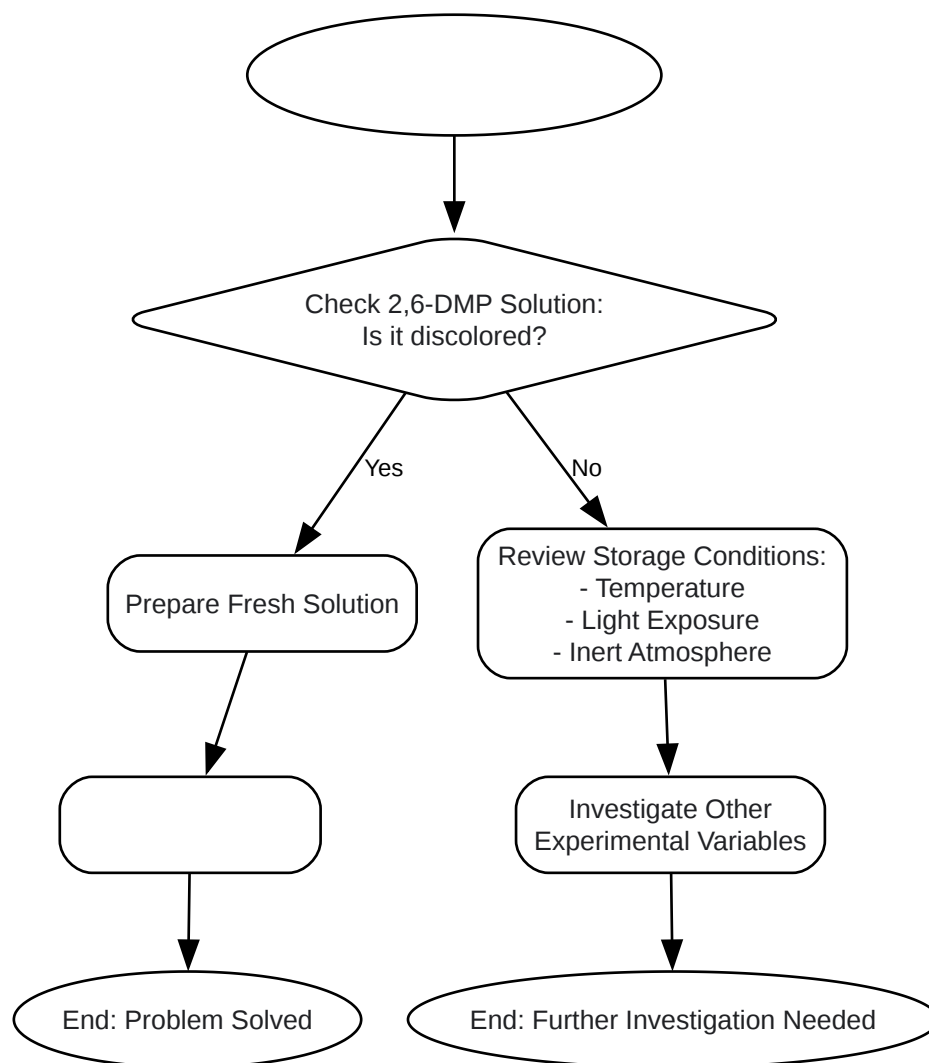 Check 2,6-DMP Solution:
Is it discolored?
Yes
No
Prepare Fresh Solution
Review Storage Conditions:
- Temperature
- Light Exposure
- Inert Atmosphere
Investigate Other
Experimental Variables
End: Problem Solved
End: Further Investigation Needed